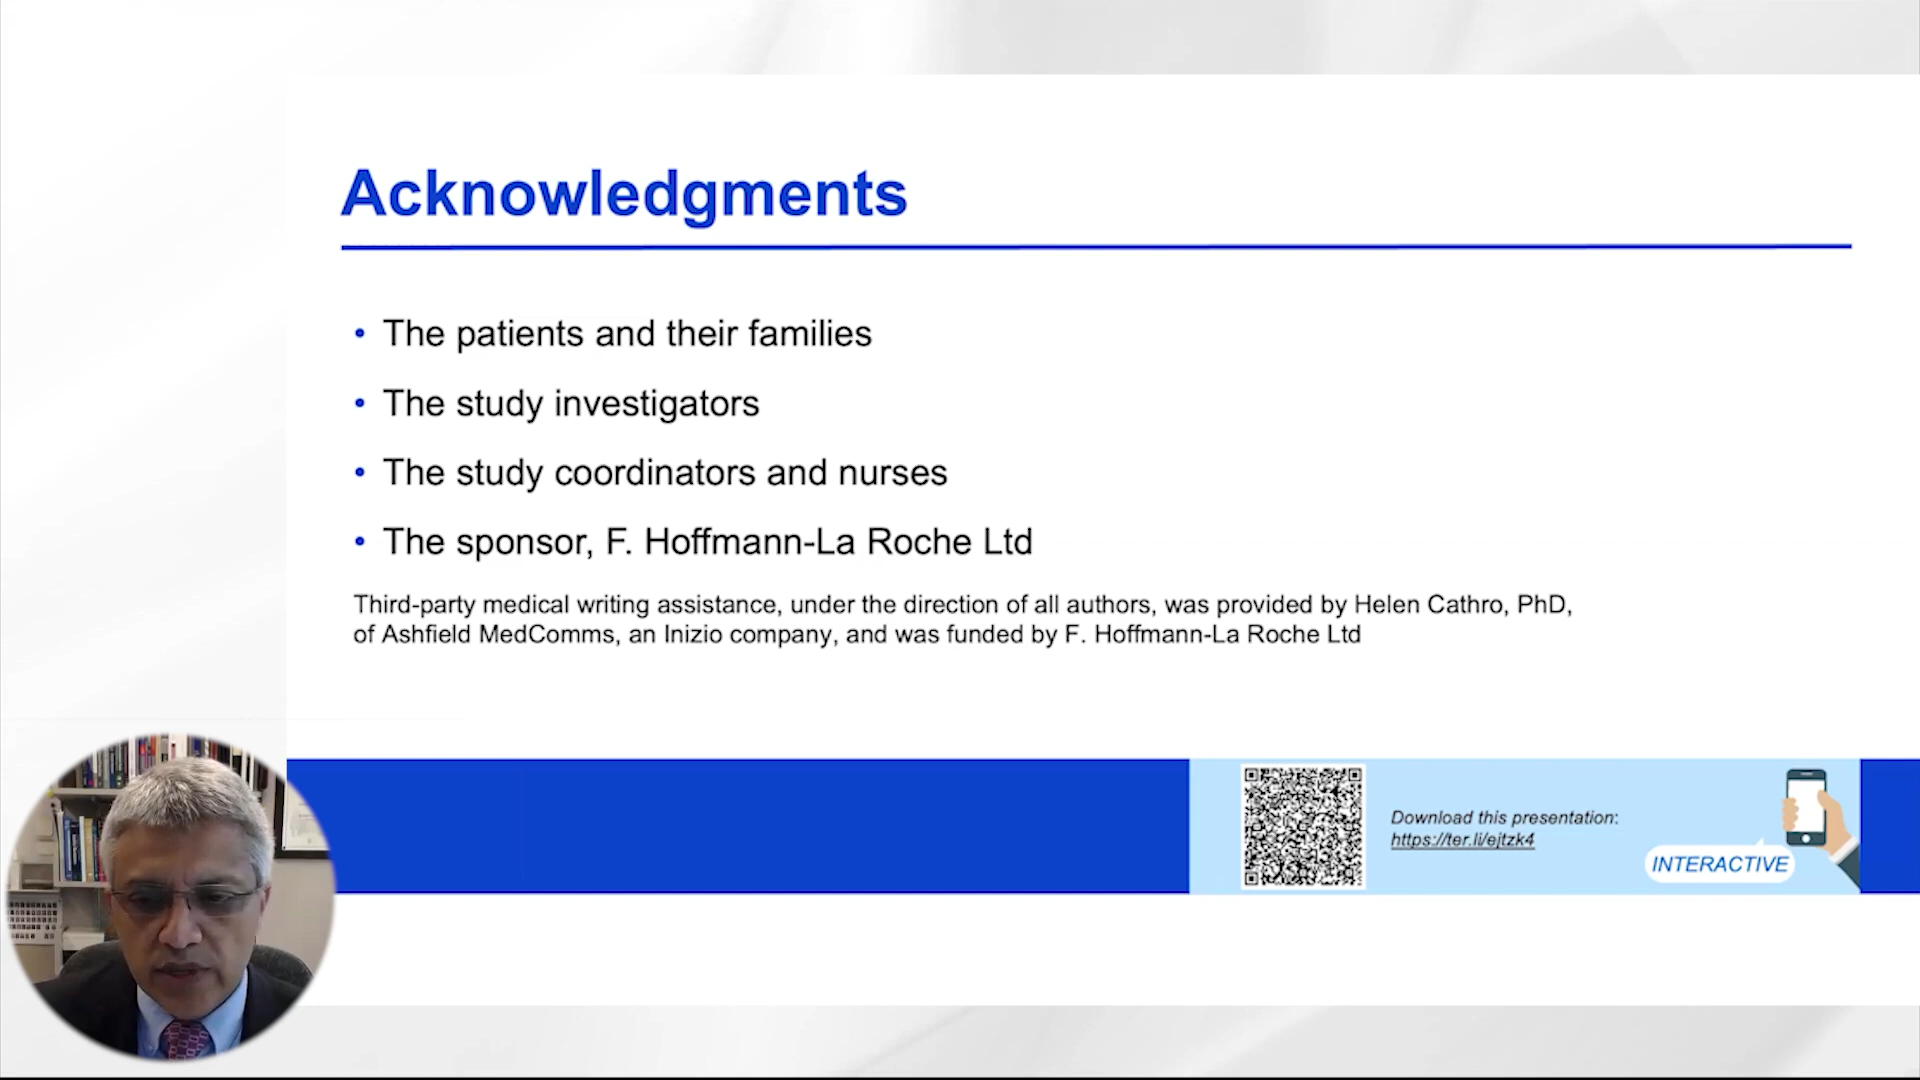 Acknowledgments
• The patients and their families
• The study investigators
• The study coordinators and nurses
• The sponsor, F. Hoffmann-La Roche Ltd
Third-party medical writing assistance, under the direction of all authors, was provided by Helen Cathro, PhD,
of Ashfield MedComms, an Inizio company, and was funded by F. Hoffmann-La Roche Ltd
Download this presentation:
https://ter.li/ejtzk4
INTERACTIVE